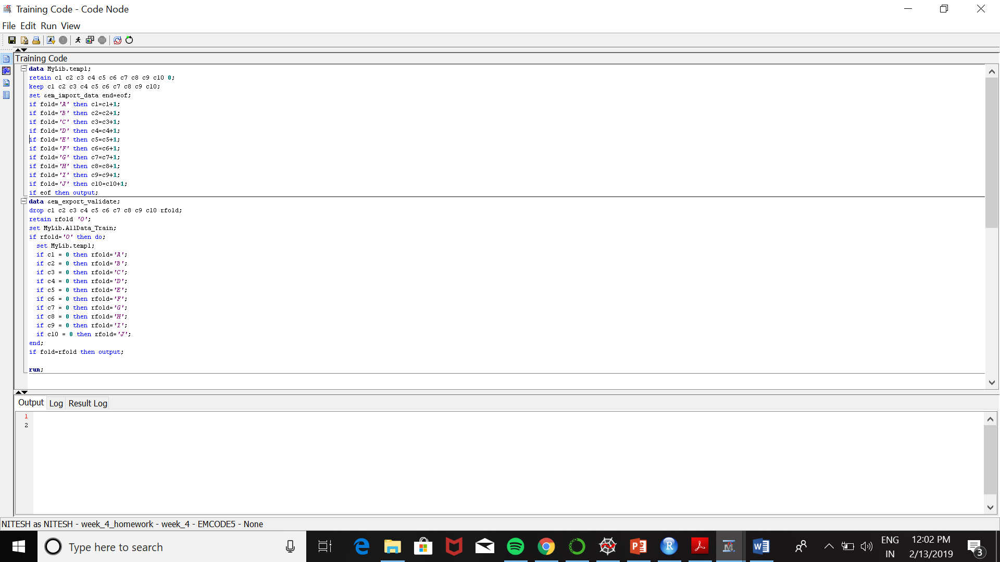 Training Code - Code Node
File Edit Run View
Training Code
data MyLib.temp1;
retain c1 c2 c3 c4 c5 c6 c7 c8 c9 c10 0;
keep c1 c2 c3 c4 c5 c6 c7 c8 c9 c10;
set &em_import_data end=eof;
if fold='A' then c1=c1+1;
if fold='B' then c2=c2+1;
if fold='C' then c3=c3+1;
if fold='D' then c4=c4+1;
if fold='E' then c5=c5+1;
if fold='F' then c6=c6+1;
if fold='G' then c7=c7+1;
if fold='H' then c8=c8+1;
if fold='I' then c9=c9+1;
if fold='J' then c10=c10+1;
if eof then output;
data &em_export_validate;
drop c1 c2 c3 c4 c5 c6 c7 c8 c9 c10 rfold;
retain rfold 'O';
set MyLib.AllData_Train;
if rfold='O' then do;
set MyLib.temp1;
if c1 = 0 then rfold='A';
if c2 = 0 then rfold='B';
if c3 = 0 then rfold='C';
if c4 = 0 then rfold='D';
if c5 = 0 then rfold='E';
if c6 = 0 then rfold='F';
if c7 = 0 then rfold='G';
if c8 = 0 then rfold='H';
if c9 = 0 then rfold='I';
if c10 = 0 then rfold='J';
end;
if fold=rfold then output;
run;
Output Log Result Log
1
2
NITESH as NITESH - week_4_homework - week_4 - EMCODE5 - None
Type here to search
ENG
IN
12:02 PM
2/13/2019
3